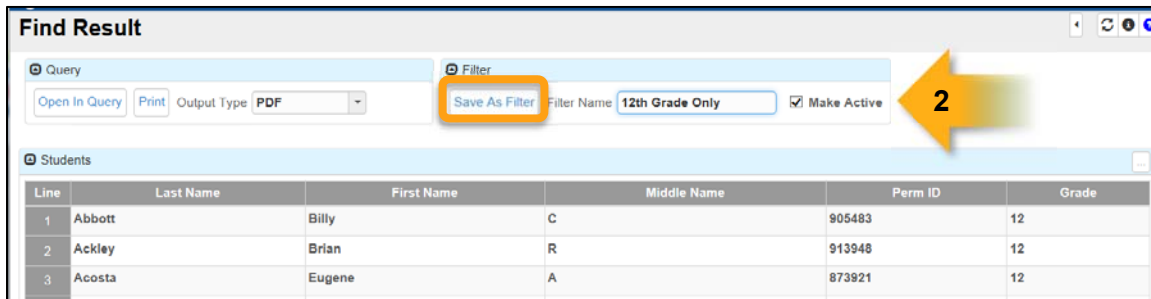 Find Result
Query
Filter
Open In Query Print Output Type PDF
Save As Filter Filter Name 12th Grade Only Make Active
2
Students
Line Last Name First Name Middle Name Perm ID Grade
1 Abbott Billy C 905483 12
2 Ackley Brian R 913948 12
3 Acosta Eugene A 873921 12